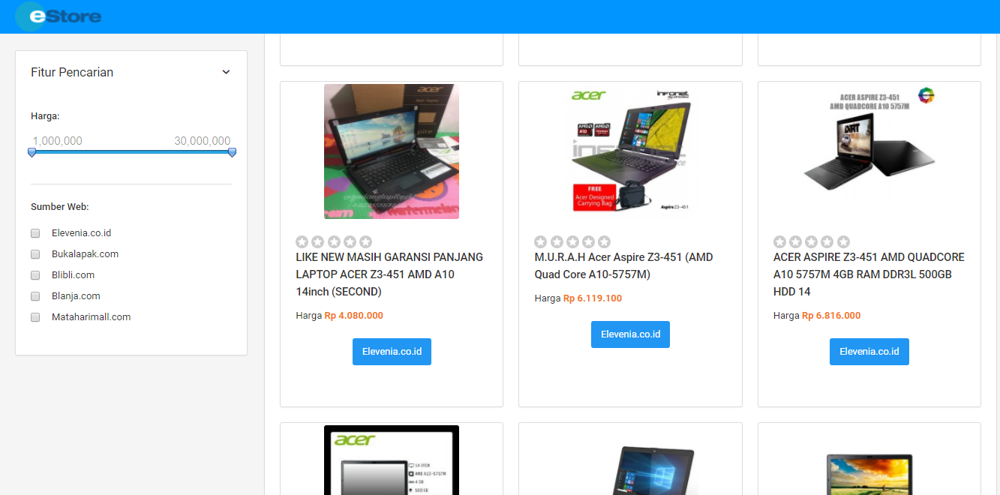 eStore
Fitur Pencarian
Harga:
1,000,000
30,000,000
Sumber Web:
Elevenia.co.id
Bukalapak.com
Blibli.com
Blanja.com
Mataharimall.com
acer
LIKE NEW MASIH GARANSI PANJANG
LAPTOP ACER Z3-451 AMD A10
14inch (SECOND)
Harga Rp 4.080.000
Elevenia.co.id
acer
infonet
AMD
A10
AMD
FREE
Acer Designed
Carrying Bag
Aspire Z3-451
M.U.R.A.H Acer Aspire Z3-451 (AMD
Quad Core A10-5757M)
Harga Rp 6.119.100
Elevenia.co.id
ACER ASPIRE Z3-451
AMD QUADCORE A10 5757M
DIRT
ACER ASPIRE Z3-451 AMD QUADCORE
A10 5757M 4GB RAM DDR3L 500GB
HDD 14
Harga Rp 6.816.000
Elevenia.co.id
acer
14 INCH
AMD A10-5757M
4 GB
500 GB